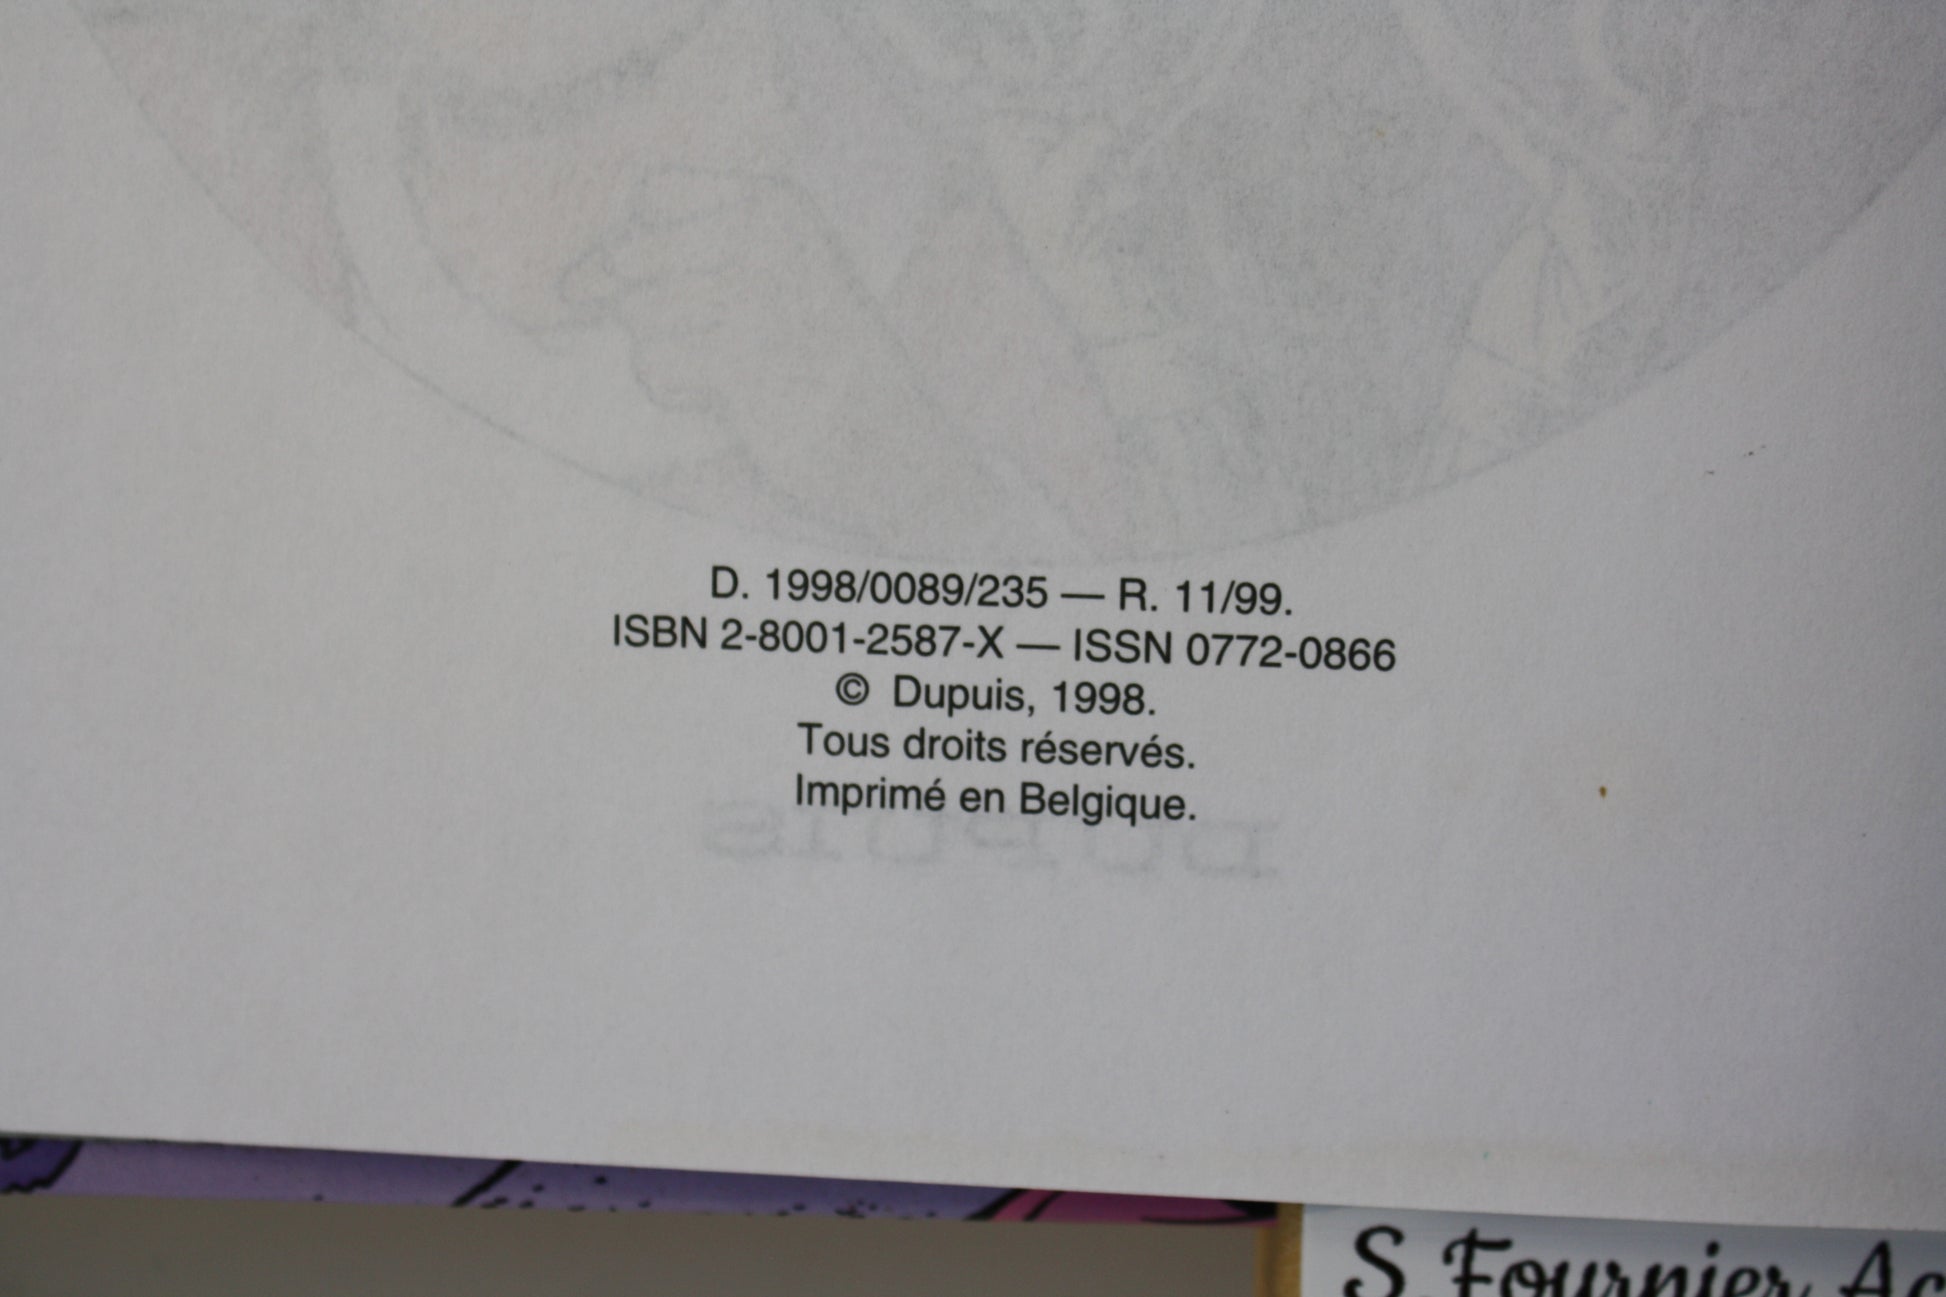 D. 1998/0089/235 — R. 11/99.
ISBN 2-8001-2587-X — ISSN 0772-0866
© Dupuis, 1998.
Tous droits réservés.
Imprimé en Belgique.
DUPUIS
S. Fournier